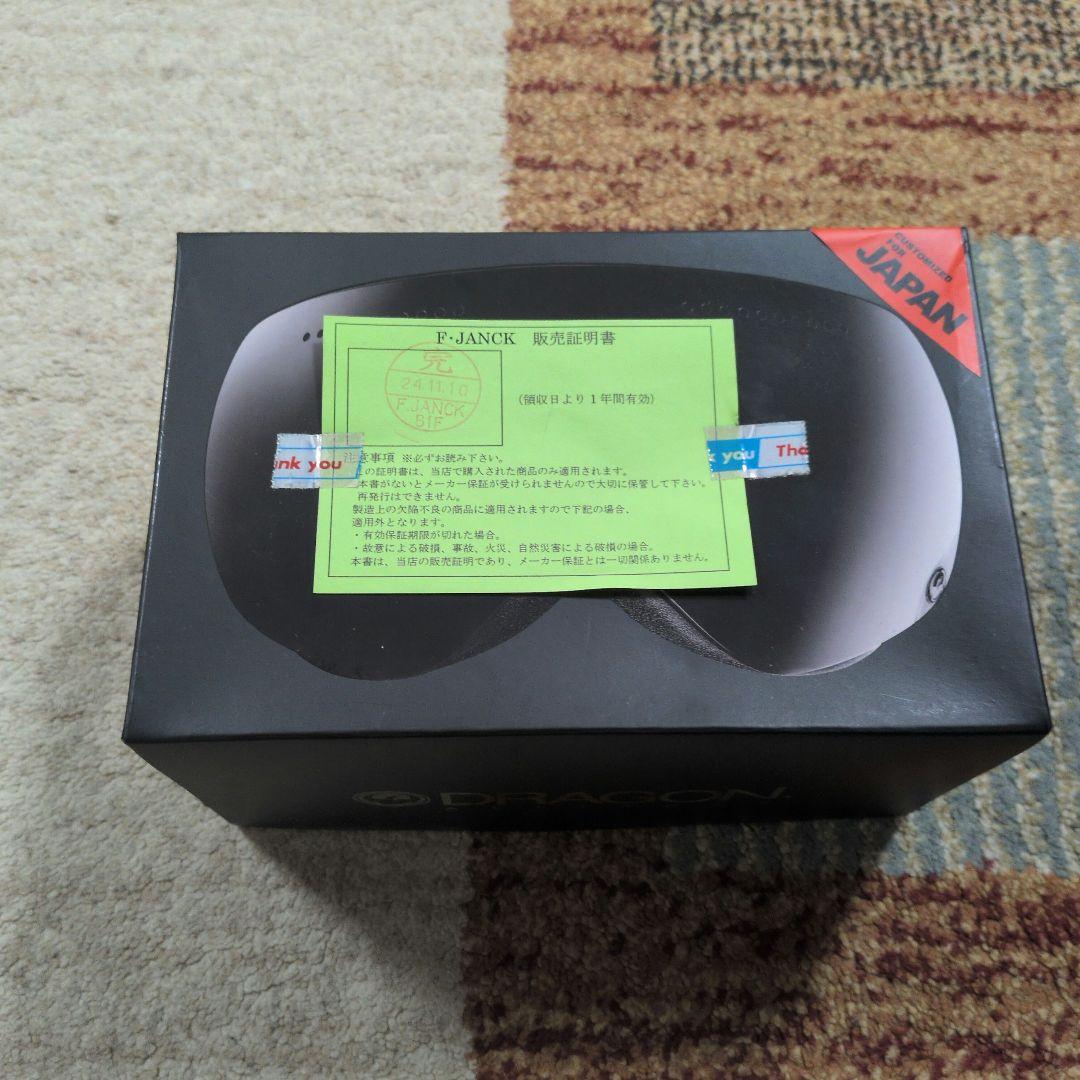 CUSTOMIZED
FOR
JAPAN
F·JANCK 販売証明書
完
24.11.10
F.JANCK
B1F
(領収日より1年間有効)
nk you
k you Tha
注意事項 ※必ずお読み下さい。
この証明書は、当店で購入された商品のみ適用されます。
本書がないとメーカー保証が受けられませんので大切に保管して下さい。
再発行はできません。
製造上の欠陥不良の商品に適用されますので下記の場合、
適用外となります。
・有効保証期限が切れた場合。
・故意による破損、事故、火災、自然災害による破損の場合。
本書は、当店の販売証明であり、メーカー保証とは一切関係ありません。
DRAGON